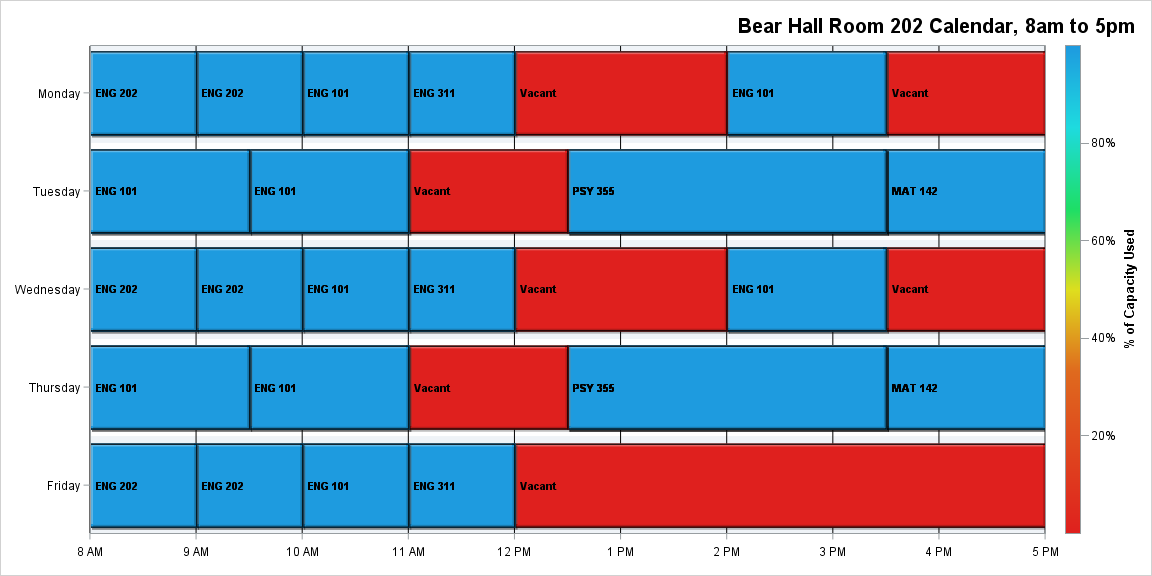 Bear Hall Room 202 Calendar, 8am to 5pm
Monday ENG 202 ENG 202 ENG 101 ENG 311 Vacant ENG 101 Vacant
80%
Tuesday ENG 101 ENG 101 Vacant PSY 355 MAT 142
60%
Wednesday ENG 202 ENG 202 ENG 101 ENG 311 Vacant ENG 101 Vacant
% of Capacity Used
40%
Thursday ENG 101 ENG 101 Vacant PSY 355 MAT 142
20%
Friday ENG 202 ENG 202 ENG 101 ENG 311 Vacant
8 AM 9 AM 10 AM 11 AM 12 PM 1 PM 2 PM 3 PM 4 PM 5 PM